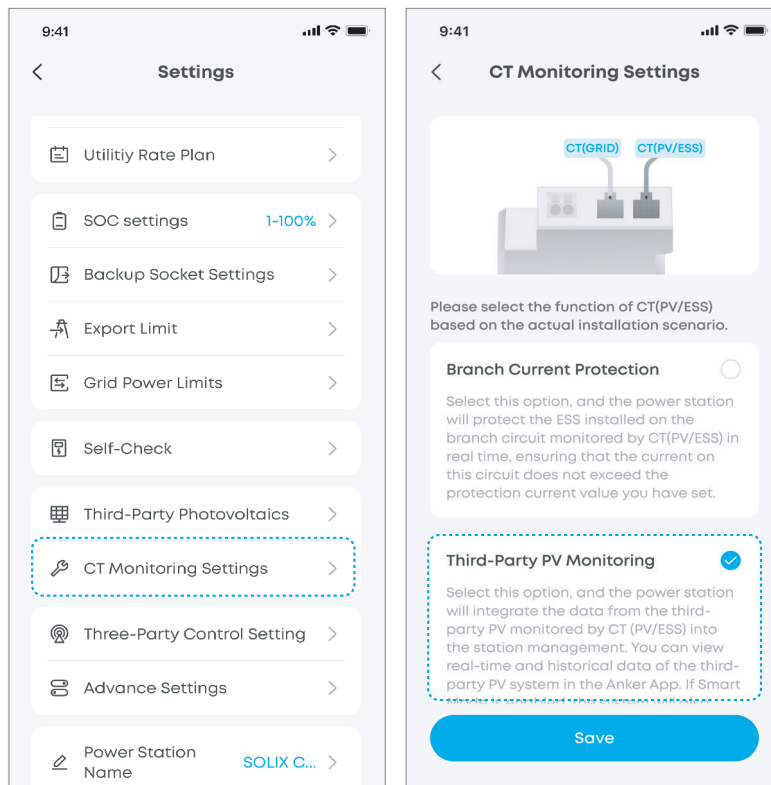 9:41
Settings
Utilitiy Rate Plan
SOC settings 1-100%
Backup Socket Settings
Export Limit
Grid Power Limits
Self-Check
Third-Party Photovoltaics
CT Monitoring Settings
Three-Party Control Setting
Advance Settings
Power Station
Name
SOLIX C...
9:41
CT Monitoring Settings
CT(GRID) CT(PV/ESS)
Please select the function of CT(PV/ESS)
based on the actual installation scenario.
Branch Current Protection
Select this option, and the power station
will protect the ESS installed on the
branch circuit monitored by CT(PV/ESS) in
real time, ensuring that the current on
this circuit does not exceed the
protection current value you have set.
Third-Party PV Monitoring
Select this option, and the power station
will integrate the data from the third-
party PV monitored by CT (PV/ESS) into
the station management. You can view
real-time and historical data of the third-
party PV system in the Anker App. If Smart
Save